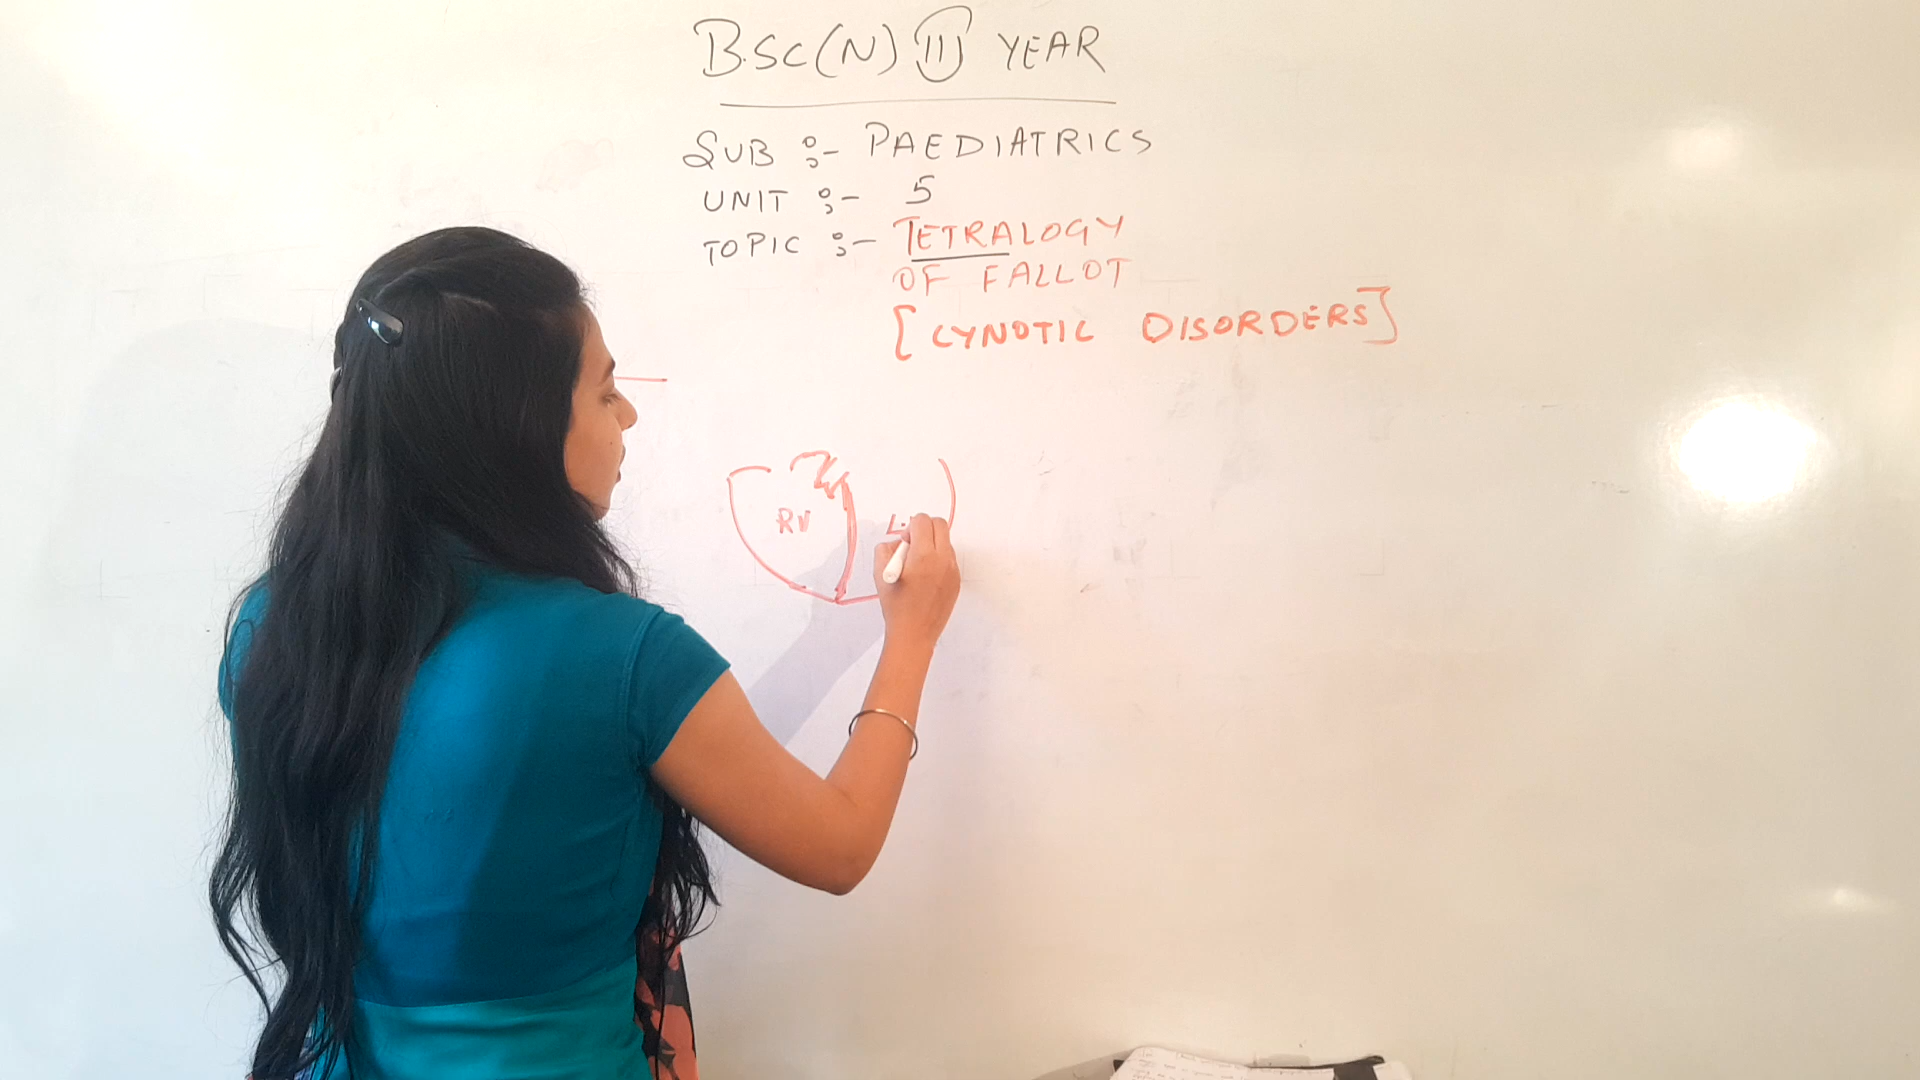 B.SC(N) III YEAR
SUB :- PAEDIATRICS
UNIT :- 5
TOPIC :- TETRALOGY
OF FALLOT
[CYNOTIC DISORDERS]
RV